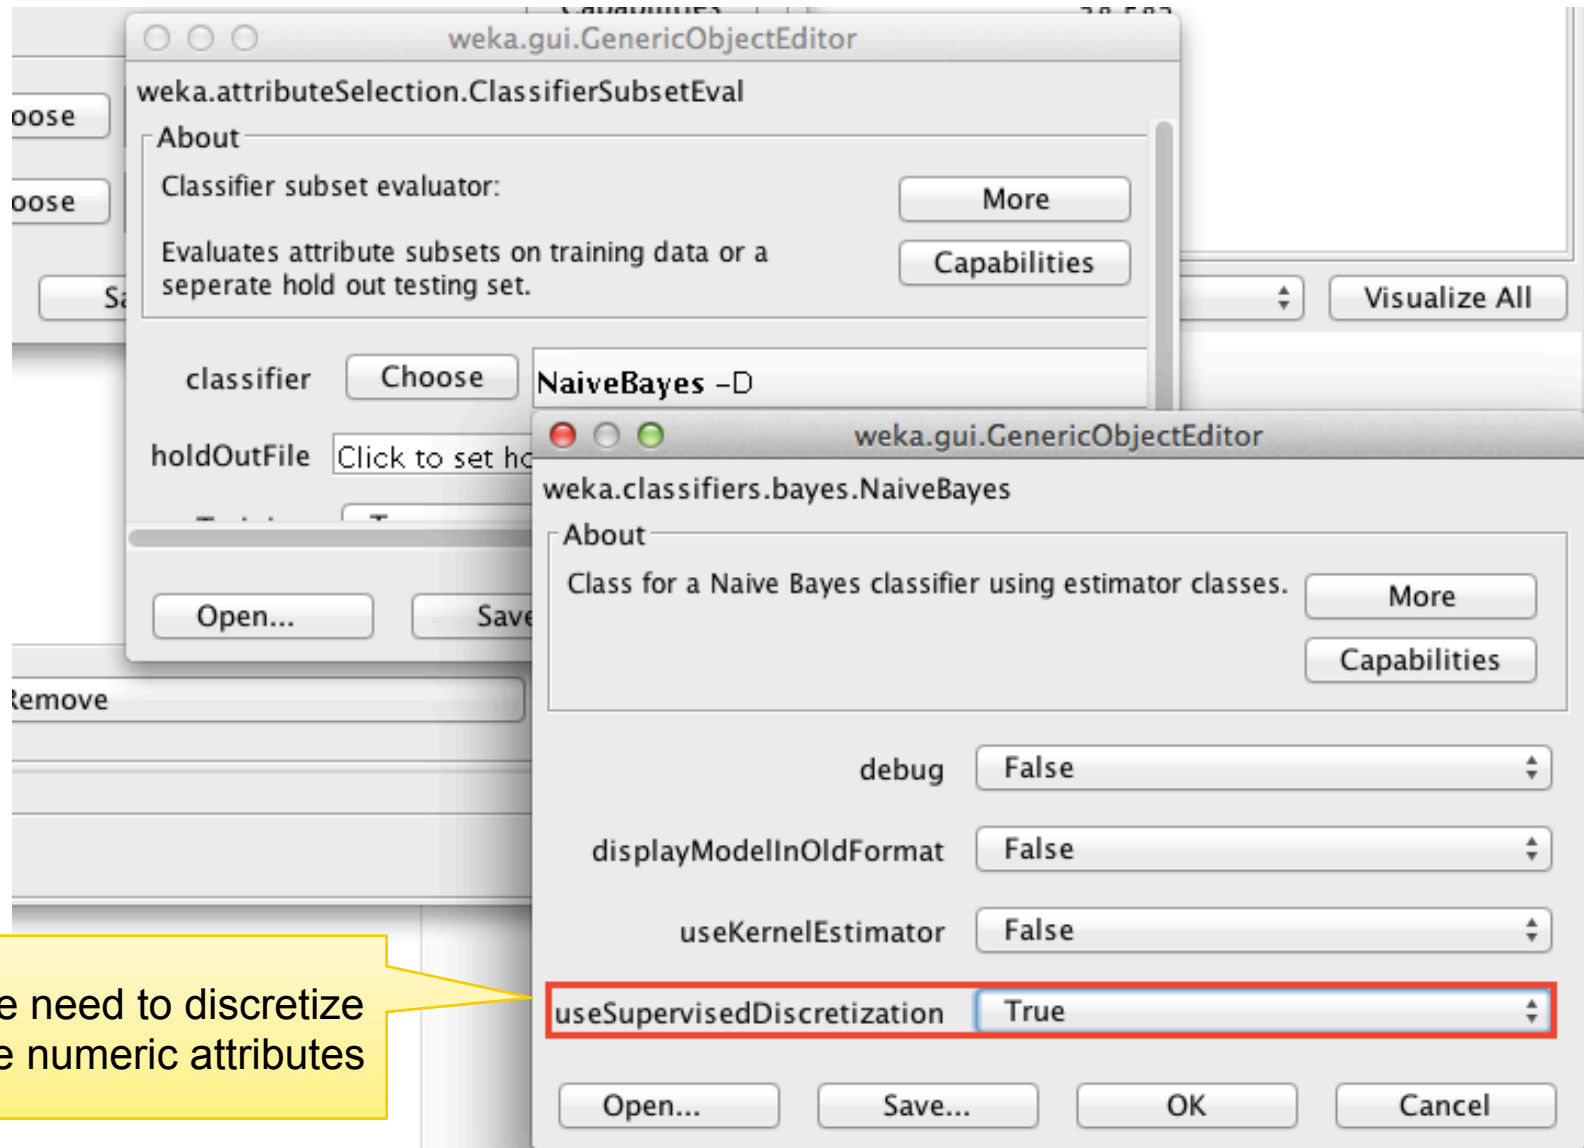 weka.gui.GenericObjectEditor
weka.attributeSelection.ClassifierSubsetEval
About
Classifier subset evaluator:
More
Evaluates attribute subsets on training data or a
seperate hold out testing set.
Capabilities
Visualize All
classifier Choose NaiveBayes -D
holdOutFile Click to set
Open...
weka.gui.GenericObjectEditor
weka.classifiers.bayes.NaiveBayes
About
Class for a Naive Bayes classifier using estimator classes.
More
Capabilities
debug False
displayModelInOldFormat False
useKernelEstimator False
useSupervisedDiscretization True
Open... Save... OK Cancel
need to discretize
numeric attributes